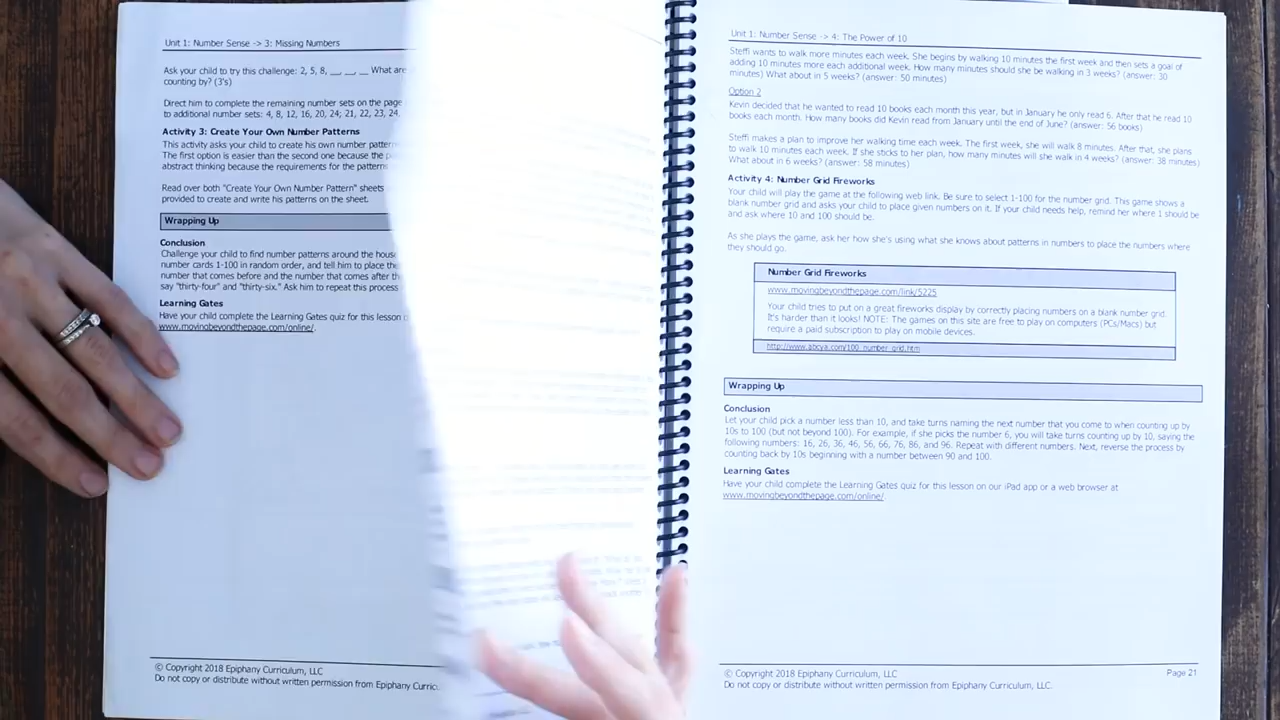 Unit 1: Number Sense -> 3: Missing Numbers
Ask your child to try this challenge: 2, 5, 8, __ __ __ What are
counting by? (3's)
Direct him to complete the remaining number sets on the page
to additional number sets: 4, 8, 12, 16, 20, 24; 21, 22, 23, 24,
Activity 3: Create Your Own Number Patterns
This activity asks your child to create his own number pattern
The first option is easier than the second one because the
abstract thinking because the requirements for the patterns
Read over both "Create Your Own Number Pattern" sheets
provided to create and write his patterns on the sheet.
Wrapping Up
Conclusion
Challenge your child to find number patterns around the house
number cards 1-100 in random order, and tell him to place the
number that comes before and the number that comes after th
say "thirty-four" and "thirty-six." Ask him to repeat this process
Learning Gates
Have your child complete the Learning Gates quiz for this lesson
www.movingbeyondthepage.com/online/.
© Copyright 2018 Epiphany Curriculum, LLC
Do not copy or distribute without written permission from Epiphany Curric
Unit 1: Number Sense -> 4: The Power of 10
Steffi wants to walk more minutes each week. She begins by walking 10 minutes the first week and then sets a goal of
adding 10 minutes more each additional week. How many minutes should she be walking in 3 weeks? (answer: 30
minutes) What about in 5 weeks? (answer: 50 minutes)
Option 2
Kevin decided that he wanted to read 10 books each month this year, but in January he only read 6. After that he read 10
books each month. How many books did Kevin read from January until the end of June? (answer: 56 books)
Steffi makes a plan to improve her walking time each week. The first week, she will walk 8 minutes. After that, she plans
to walk 10 minutes each week. If she sticks to her plan, how many minutes will she walk in 4 weeks? (answer: 38 minutes)
What about in 6 weeks? (answer: 58 minutes)
Activity 4: Number Grid Fireworks
Your child will play the game at the following web link. Be sure to select 1-100 for the number grid. This game shows a
blank number grid and asks your child to place given numbers on it. If your child needs help, remind her where 1 should be
and ask where 10 and 100 should be.
As she plays the game, ask her how she's using what she knows about patterns in numbers to place the numbers where
they should go.
Number Grid Fireworks
www.movingbeyondthepage.com/link/5225
Your child tries to put on a great fireworks display by correctly placing numbers on a blank number grid.
It's harder than it looks! NOTE: The games on this site are free to play on computers (PCs/Macs) but
require a paid subscription to play on mobile devices.
http://www.abcya.com/100_number_grid.htm
Wrapping Up
Conclusion
Let your child pick a number less than 10, and take turns naming the next number that you come to when counting up by
10s to 100 (but not beyond 100). For example, if she picks the number 6, you will take turns counting up by 10, saying the
following numbers: 16, 26, 36, 46, 56, 66, 76, 86, and 96. Repeat with different numbers. Next, reverse the process by
counting back by 10s beginning with a number between 90 and 100.
Learning Gates
Have your child complete the Learning Gates quiz for this lesson on our iPad app or a web browser at
www.movingbeyondthepage.com/online/.
© Copyright 2018 Epiphany Curriculum, LLC
Do not copy or distribute without written permission from Epiphany Curriculum, LLC.
Page 21